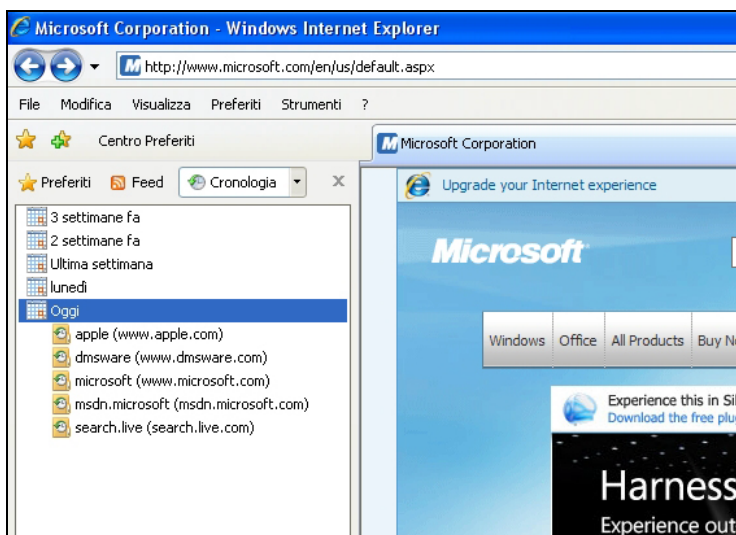 Microsoft Corporation - Windows Internet Explorer
http://www.microsoft.com/en/us/default.aspx
File Modifica Visualizza Preferiti Strumenti ?
Centro Preferiti
Microsoft Corporation
Preferiti Feed Cronologia X
Upgrade your Internet experience
3 settimane fa
2 settimane fa
Ultima settimana
lunedì
Oggi
apple (www.apple.com)
dmsware (www.dmsware.com)
microsoft (www.microsoft.com)
msdn.microsoft (msdn.microsoft.com)
search.live (search.live.com)
Microsoft
Windows Office All Products Buy
Experience this in
Download the free
Harness
Experience out